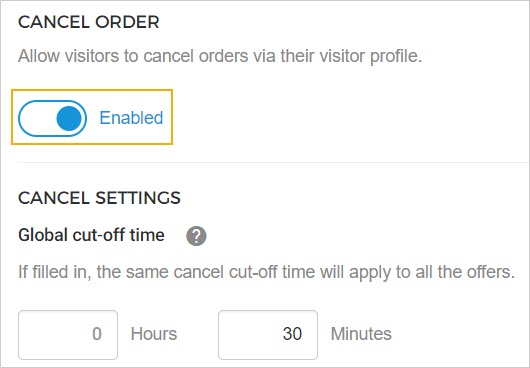 CANCEL ORDER
Allow visitors to cancel orders via their visitor profile.
Enabled
CANCEL SETTINGS
Global cut-off time ?
If filled in, the same cancel cut-off time will apply to all the offers.
0 Hours 30 Minutes